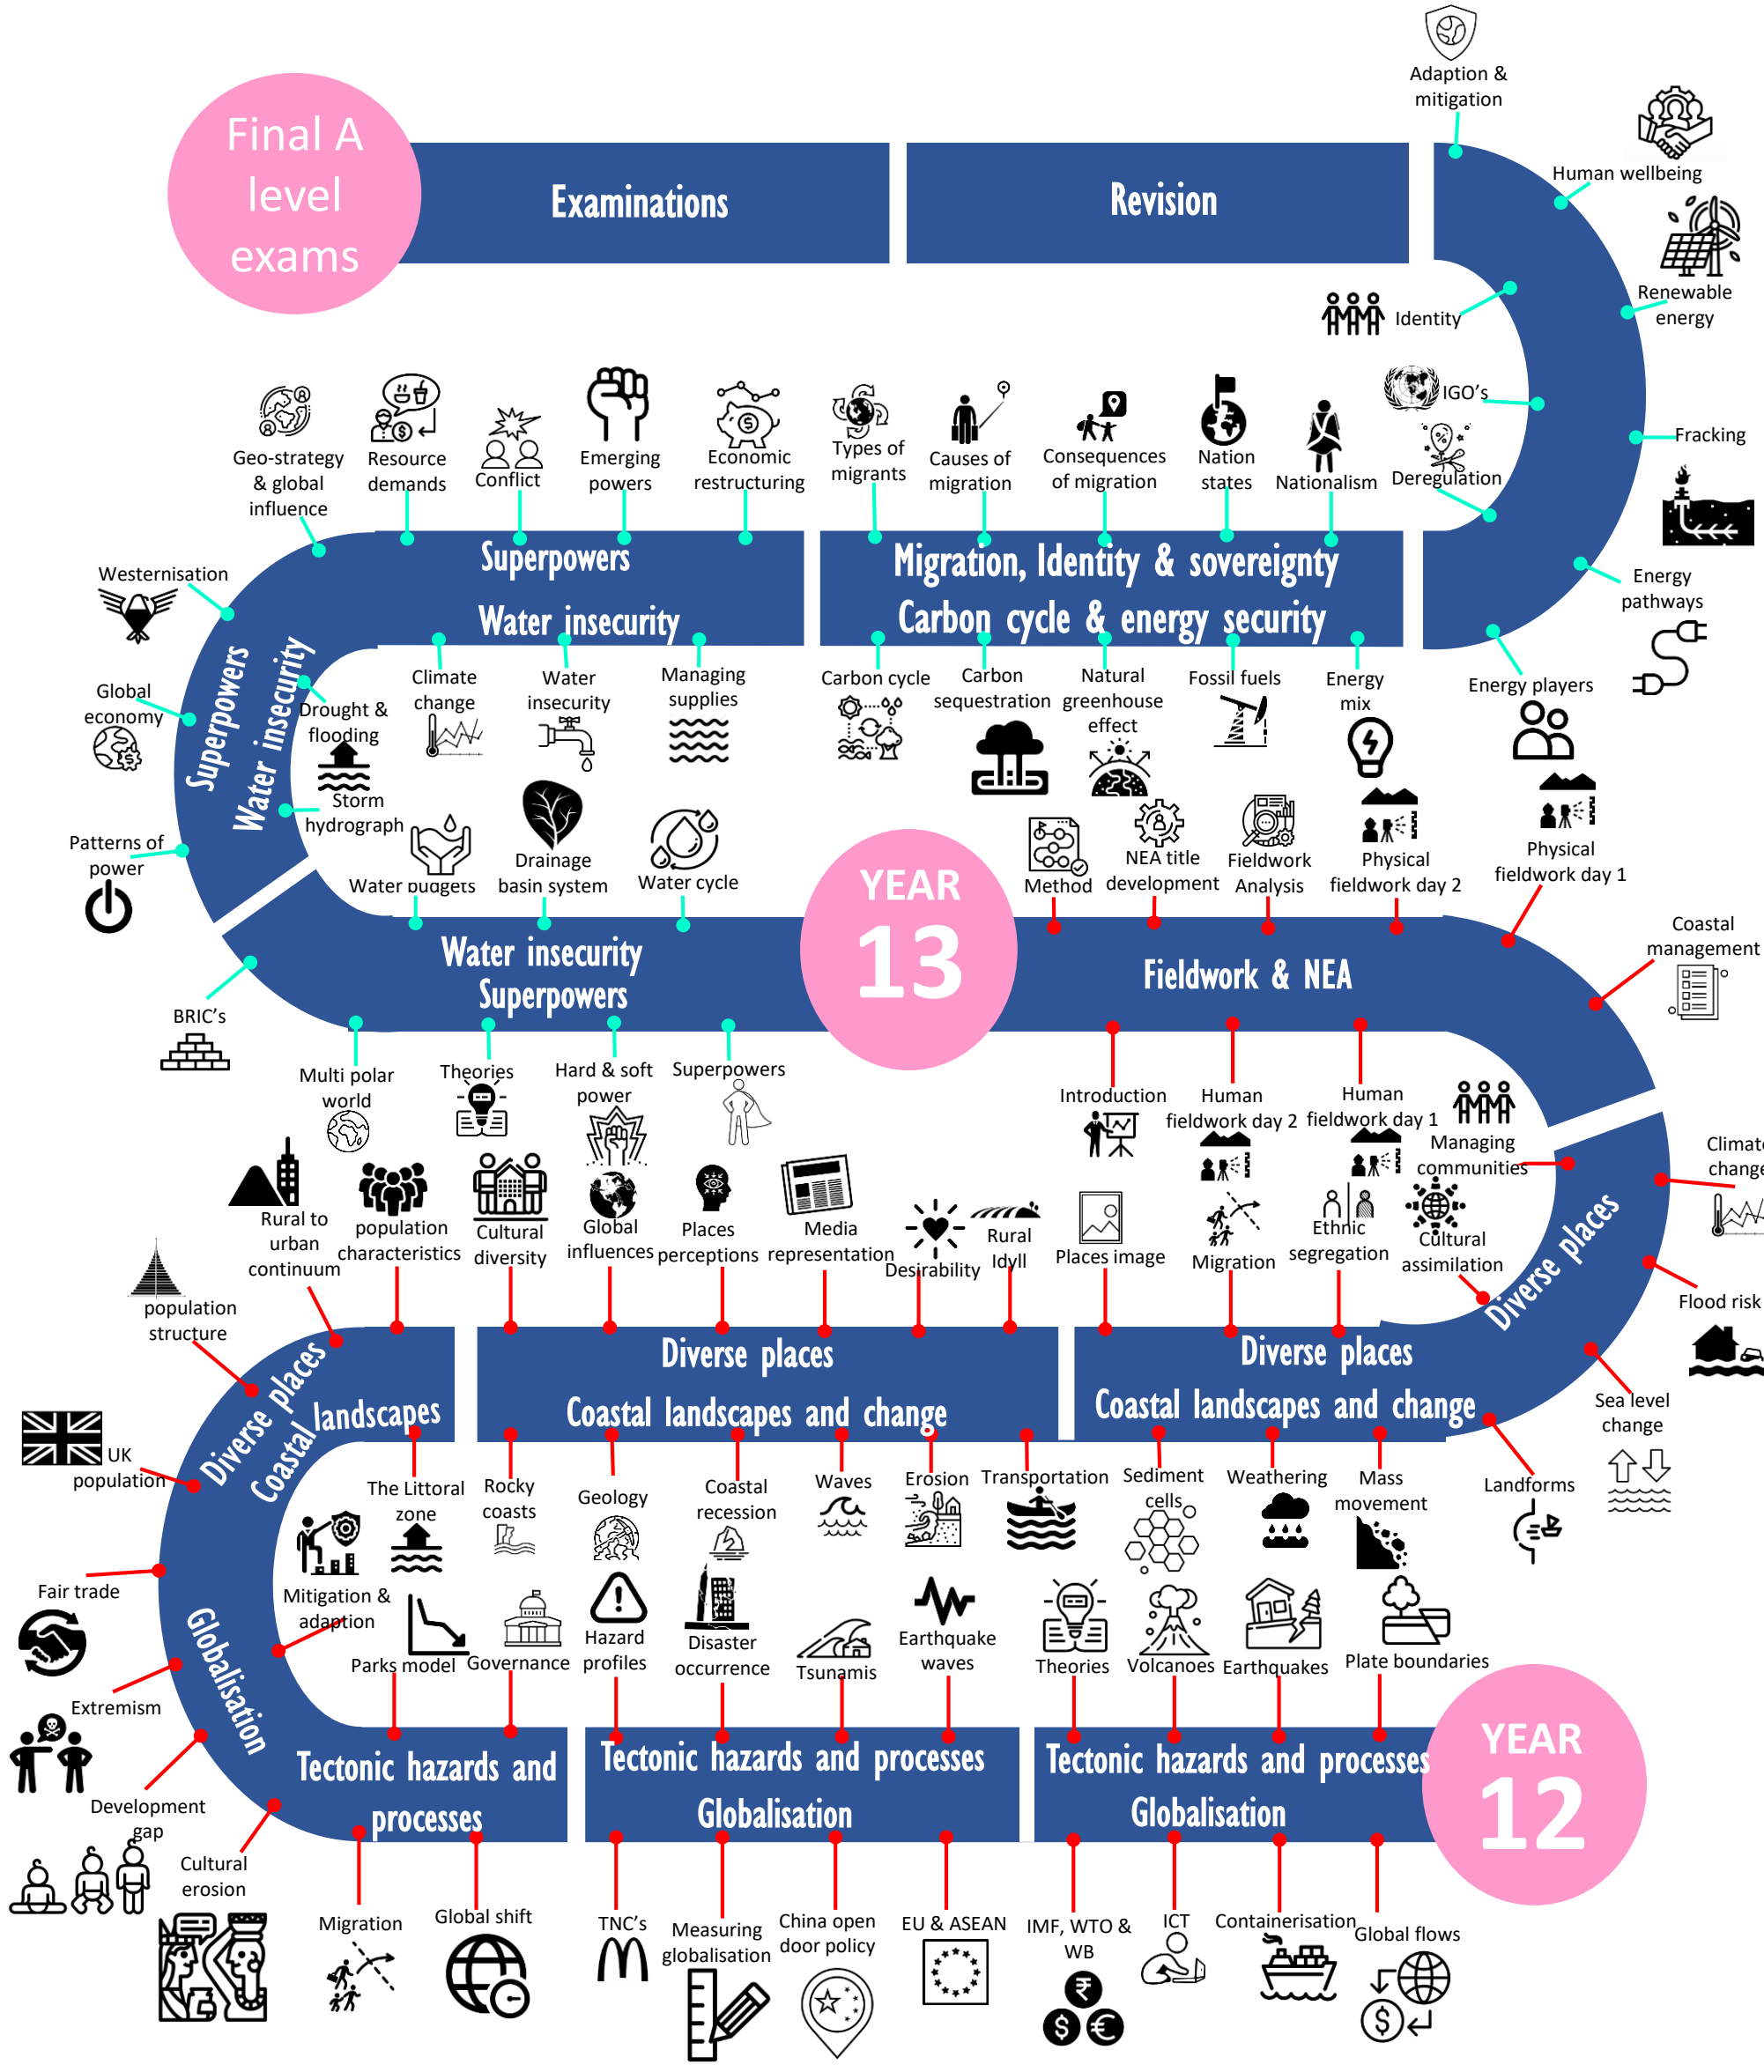 Adaption &
mitigation
Final A
level
exams
Examinations
Revision
Human wellbeing
Renewable
energy
Identity
IGO's
Fracking
Deregulation
Energy
pathways
Energy players
Geo-strategy
& global
influence
Resource
demands
Conflict
Emerging
powers
Economic
restructuring
Types of
migrants
Causes of
migration
Consequences
of migration
Nation
states
Nationalism
Superpowers
Water insecurity
Migration, Identity & sovereignty
Carbon cycle & energy security
Westernisation
Global
economy
Patterns of
power
Superpowers
Water insecurity
Drought &
flooding
Storm
hydrograph
Climate
change
Water
insecurity
Managing
supplies
Carbon cycle
Carbon
sequestration
Natural
greenhouse
effect
Fossil fuels
Energy
mix
Water budgets
Drainage
basin system
Water cycle
YEAR
13
Method
NEA title
development
Fieldwork
Analysis
Physical
fieldwork day 2
Physical
fieldwork day 1
Coastal
management
Water insecurity
Superpowers
Fieldwork & NEA
BRIC's
Multi polar
world
Theories
Hard & soft
power
Superpowers
Introduction
Human
fieldwork day 2
Human
fieldwork day 1
Managing
communities
Climate
change
Flood risk
Sea level
change
Landforms
Diverse places
Rural to
urban
continuum
population
characteristics
Cultural
diversity
Global
influences
Places
perceptions
Media
representation
Desirability
Rural
Idyll
Places image
Migration
Ethnic
segregation
Cultural
assimilation
population
structure
UK
population
Diverse places
Coastal landscapes
Diverse places
Coastal landscapes and change
Diverse places
Coastal landscapes and change
The Littoral
zone
Rocky
coasts
Geology
Coastal
recession
Waves
Erosion
Transportation
Sediment
cells
Weathering
Mass
movement
Fair trade
Extremism
Development
gap
Cultural
erosion
Globalisation
Mitigation &
adaption
Parks model
Governance
Hazard
profiles
Disaster
occurrence
Tsunamis
Earthquake
waves
Theories
Volcanoes
Earthquakes
Plate boundaries
Tectonic hazards and
processes
Tectonic hazards and processes
Globalisation
Tectonic hazards and processes
Globalisation
YEAR
12
Migration
Global shift
TNC's
Measuring
globalisation
China open
door policy
EU & ASEAN
IMF, WTO &
WB
ICT
Containerisation
Global flows